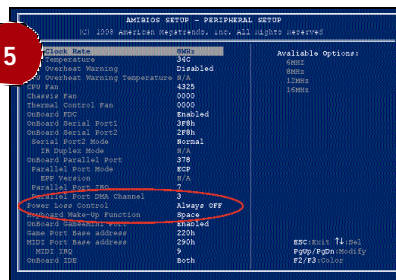 AMIBIOS SETUP - PERIPHERAL SETUP
(C) 1998 American Megatrends, Inc. All Rights Reserved
5
Clock Rate 8MHz
Temperature 34C
Overheat Warning Disabled
Overheat Warning Temperature N/A
CPU Fan 4325
Chassis Fan 0000
Thermal Control Fan 0000
OnBoard FDC Enabled
OnBoard Serial Port1 3F8h
OnBoard Serial Port2 2F8h
Serial Port2 Mode Normal
IR Duplex Mode N/A
OnBoard Parallel Port 378
Parallel Port Mode ECP
EPP Version N/A
Parallel Port IRQ 7
Parallel Port DMA Channel 3
Power Loss Control Always OFF
Keyboard Wake-Up Function Space
OnBoard Game/Midi Port Enabled
Game Port Base address 220h
MIDI Port Base address 290h
MIDI IRQ 9
OnBoard IDE Both
Available Options:
6MHz
8MHz
12MHz
16MHz
ESC:Exit ↑↓:Sel
PgUp/PgDn:Modify
F2/F3:Color